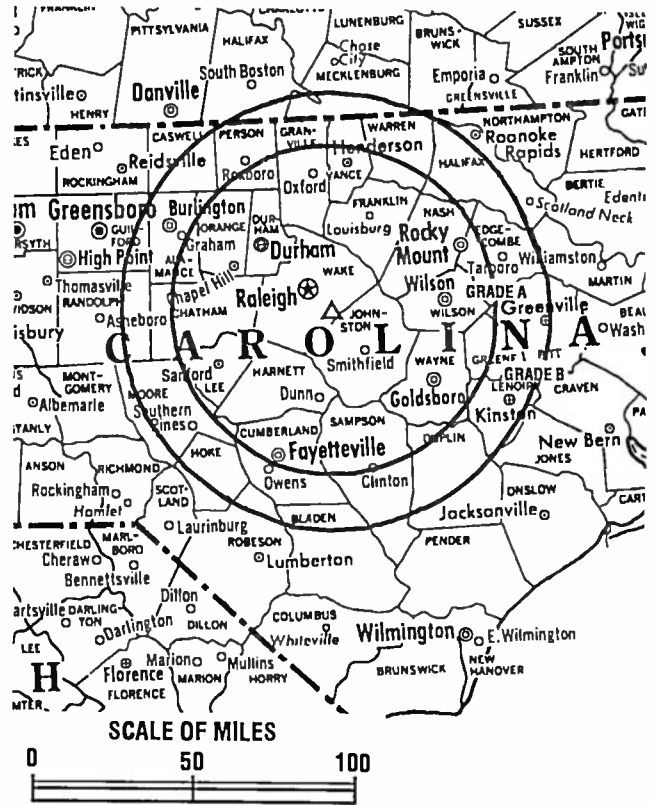 FRANKLIN
PITTSYLVANIA
LUNENBURG
BRUNS-
WICK
SUSSEX
HALIFAX
Chase
City
MECKLENBURG
SOUTH
AMPTON
South Boston
Emporia
Franklin
GREENSVILLE
HENRY
Danville
NORTHAMPTON
CASWELL
PERSON
GRAN-
VILLE
WARREN
Roanoke
Rapids
Eden
Reidsville
Roxboro
Henderson
VANCE
HALIFAX
HERTFORD
ROCKINGHAM
Oxford
BERTIE
FRANKLIN
Louisburg
Scotland Neck
Greensboro
Burlington
ORANGE
DUR-
HAM
NASH
EDGE-
COMBE
GUIL-
FORD
Graham
Durham
Rocky
Mount
Williamston
High Point
ALA-
MANCE
Tarboro
MARTIN
Chapel Hill
WAKE
Thomasville
Wilson
GRADE A
RANDOLPH
Raleigh
CHATHAM
JOHN-
STON
WILSON
Greenville
Asheboro
CAROLINA
Smithfield
WAYNE
PITT
HARNETT
GRADE B
MONT-
GOMERY
Sanford
LEE
Dunn
Goldsboro
LENOIR
CRAVEN
Albemarle
MOORE
Southern
Pines
SAMPSON
Kinston
CUMBERLAND
New Bern
STANLY
HOKE
Fayetteville
DUPLIN
JONES
ANSON
RICHMOND
Owens
Clinton
Rockingham
SCOT-
LAND
ONSLOW
Hamlet
BLADEN
Jacksonville
Laurinburg
ROBESON
CHESTERFIELD
MARL-
BORO
PENDER
Cheraw
Lumberton
Bennettsville
Dillon
DARLING
TON
Darlington
DILLON
COLUMBUS
Whiteville
Wilmington
E. Wilmington
LEE
Florence
Marion
Mullins
H
FLORENCE
MARION
HORRY
BRUNSWICK
NEW
HANOVER
SCALE OF MILES
0 50 100